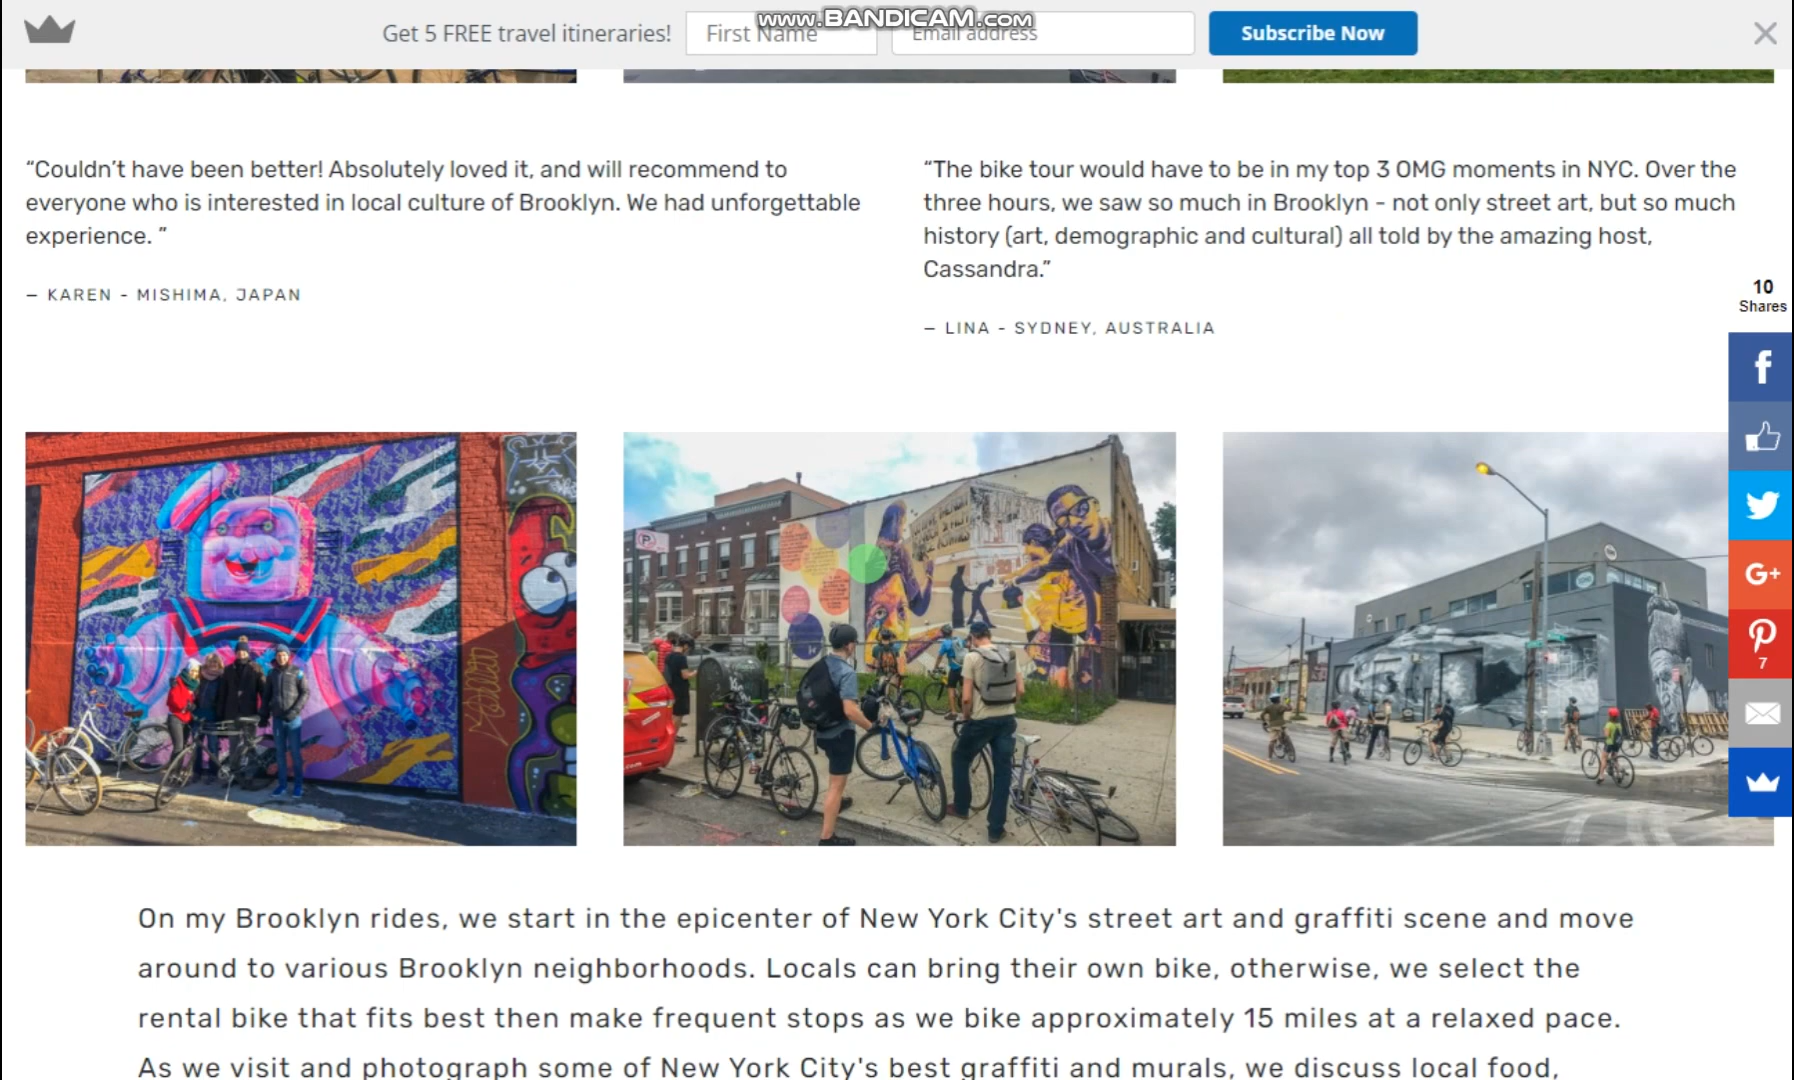 www.BANDICAM.com
Get 5 FREE travel itineraries! First Name Email address Subscribe Now
“Couldn’t have been better! Absolutely loved it, and will recommend to
everyone who is interested in local culture of Brooklyn. We had unforgettable
experience. ”
– KAREN - MISHIMA, JAPAN
“The bike tour would have to be in my top 3 OMG moments in NYC. Over the
three hours, we saw so much in Brooklyn - not only street art, but so much
history (art, demographic and cultural) all told by the amazing host,
Cassandra.”
– LINA - SYDNEY, AUSTRALIA
10
Shares
G+
7
On my Brooklyn rides, we start in the epicenter of New York City's street art and graffiti scene and move
around to various Brooklyn neighborhoods. Locals can bring their own bike, otherwise, we select the
rental bike that fits best then make frequent stops as we bike approximately 15 miles at a relaxed pace.
As we visit and photograph some of New York City's best graffiti and murals, we discuss local food,